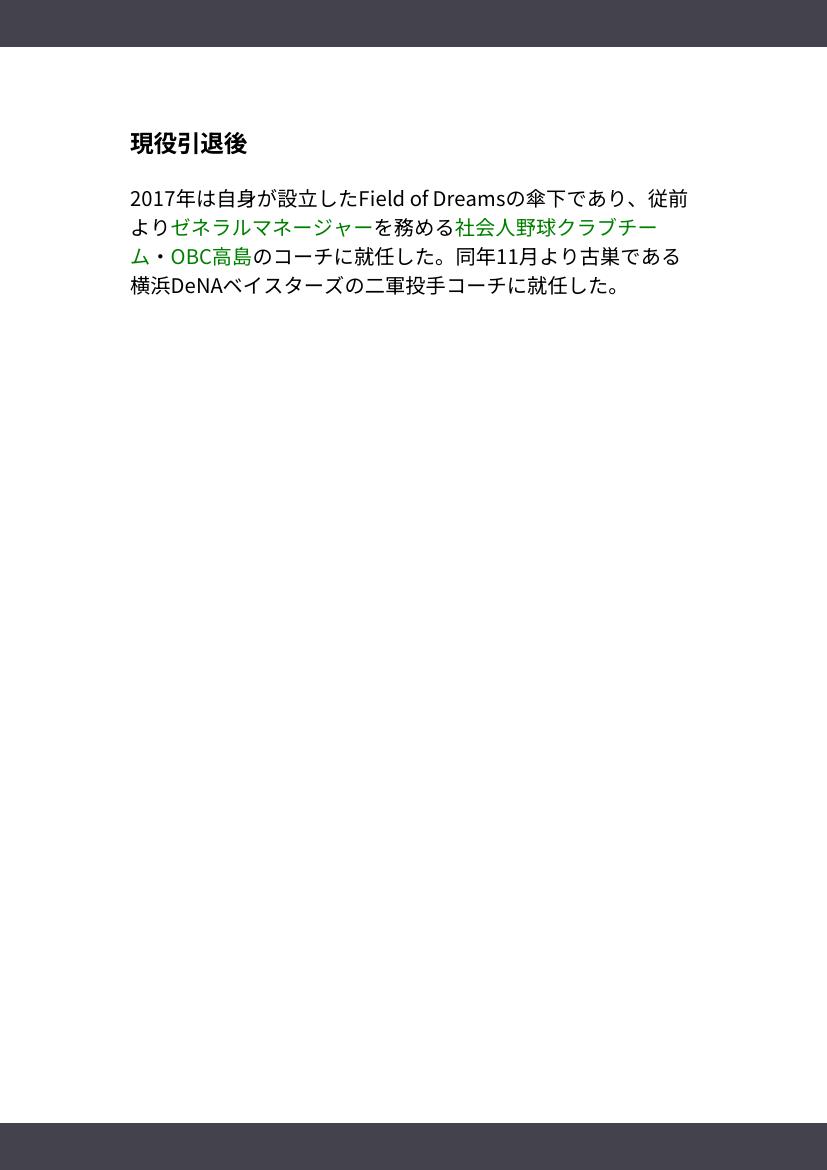 現役引退後
2017年は自身が設立したField of Dreamsの傘下であり、従前
よりゼネラルマネージャーを務める社会人野球クラブチー
ム・OBC高島のコーチに就任した。同年11月より古巣である
横浜DeNAベイスターズの二軍投手コーチに就任した。